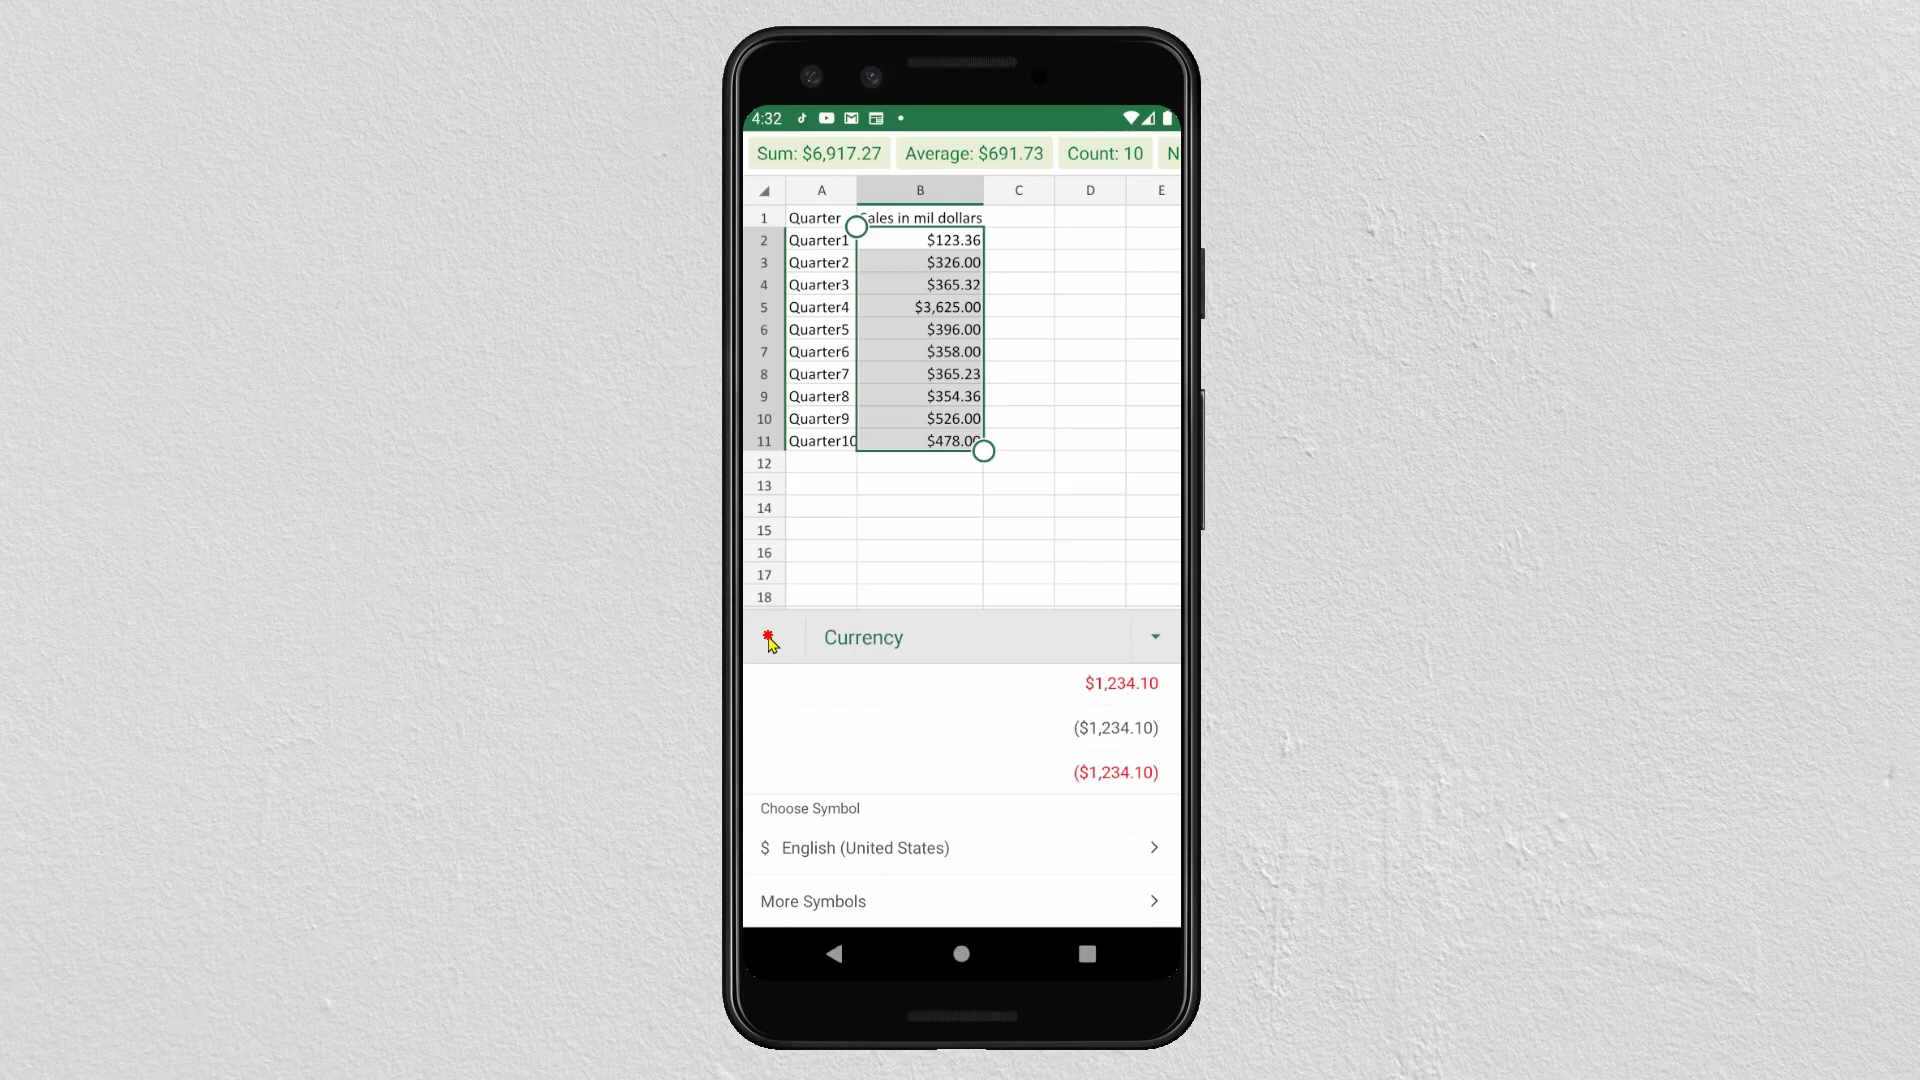 4:32
Sum: $6,917.27 Average: $691.73 Count: 10 N
A B C D E
1 Quarter Sales in mil dollars
2 Quarter1 $123.36
3 Quarter2 $326.00
4 Quarter3 $365.32
5 Quarter4 $3,625.00
6 Quarter5 $396.00
7 Quarter6 $358.00
8 Quarter7 $365.23
9 Quarter8 $354.36
10 Quarter9 $526.00
11 Quarter10 $478.00
12
13
14
15
16
17
18
Currency
$1,234.10
($1,234.10)
($1,234.10)
Choose Symbol
$ English (United States)
More Symbols